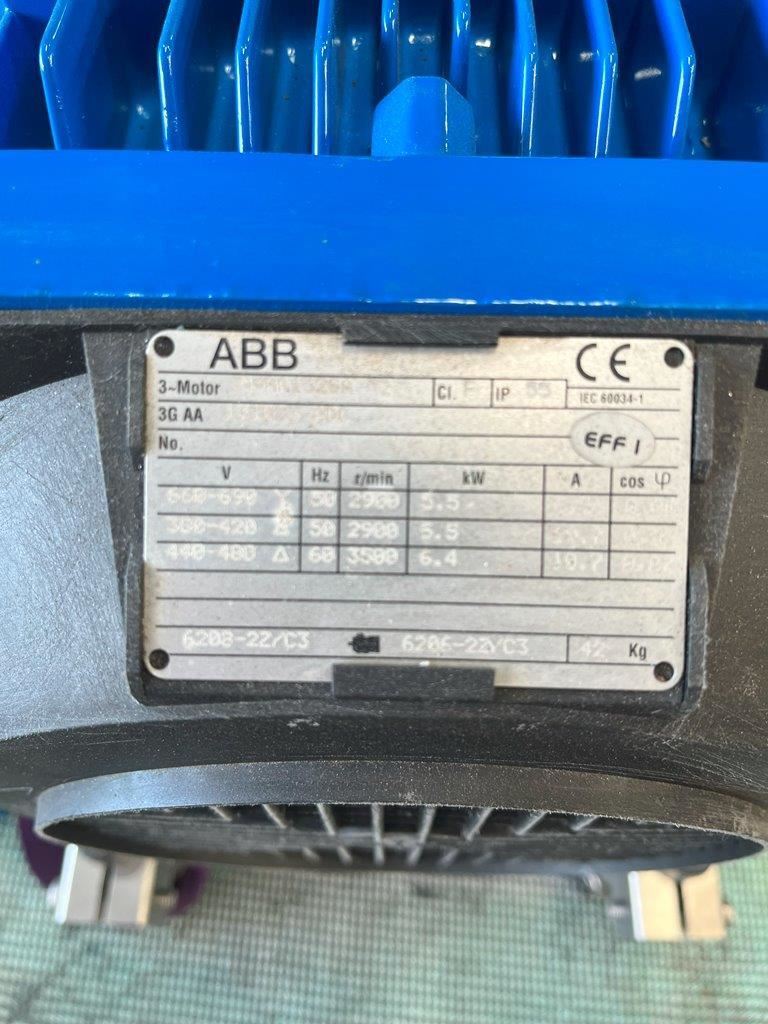 ABB CE
3~Motor Cl. IP 55 IEC 60034-1
3G AA
No. EFF 1
V Hz r/min kW A cos φ
660-690 Y 50 2900 5.5
380-420 50 2900 5.5
440-480 Δ 60 3500 6.4 10.7
6208-2Z/C3 6206-2Z/C3 42 Kg